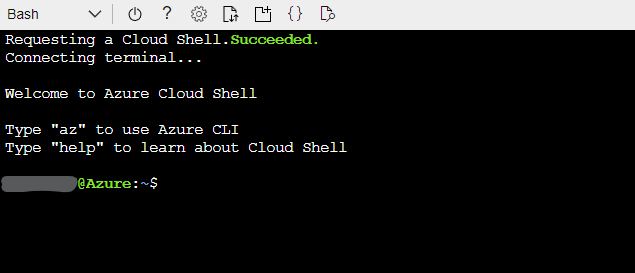 Bash
Requesting a Cloud Shell.Succeeded.
Connecting terminal...
Welcome to Azure Cloud Shell
Type "az" to use Azure CLI
Type "help" to learn about Cloud Shell
@Azure:~$